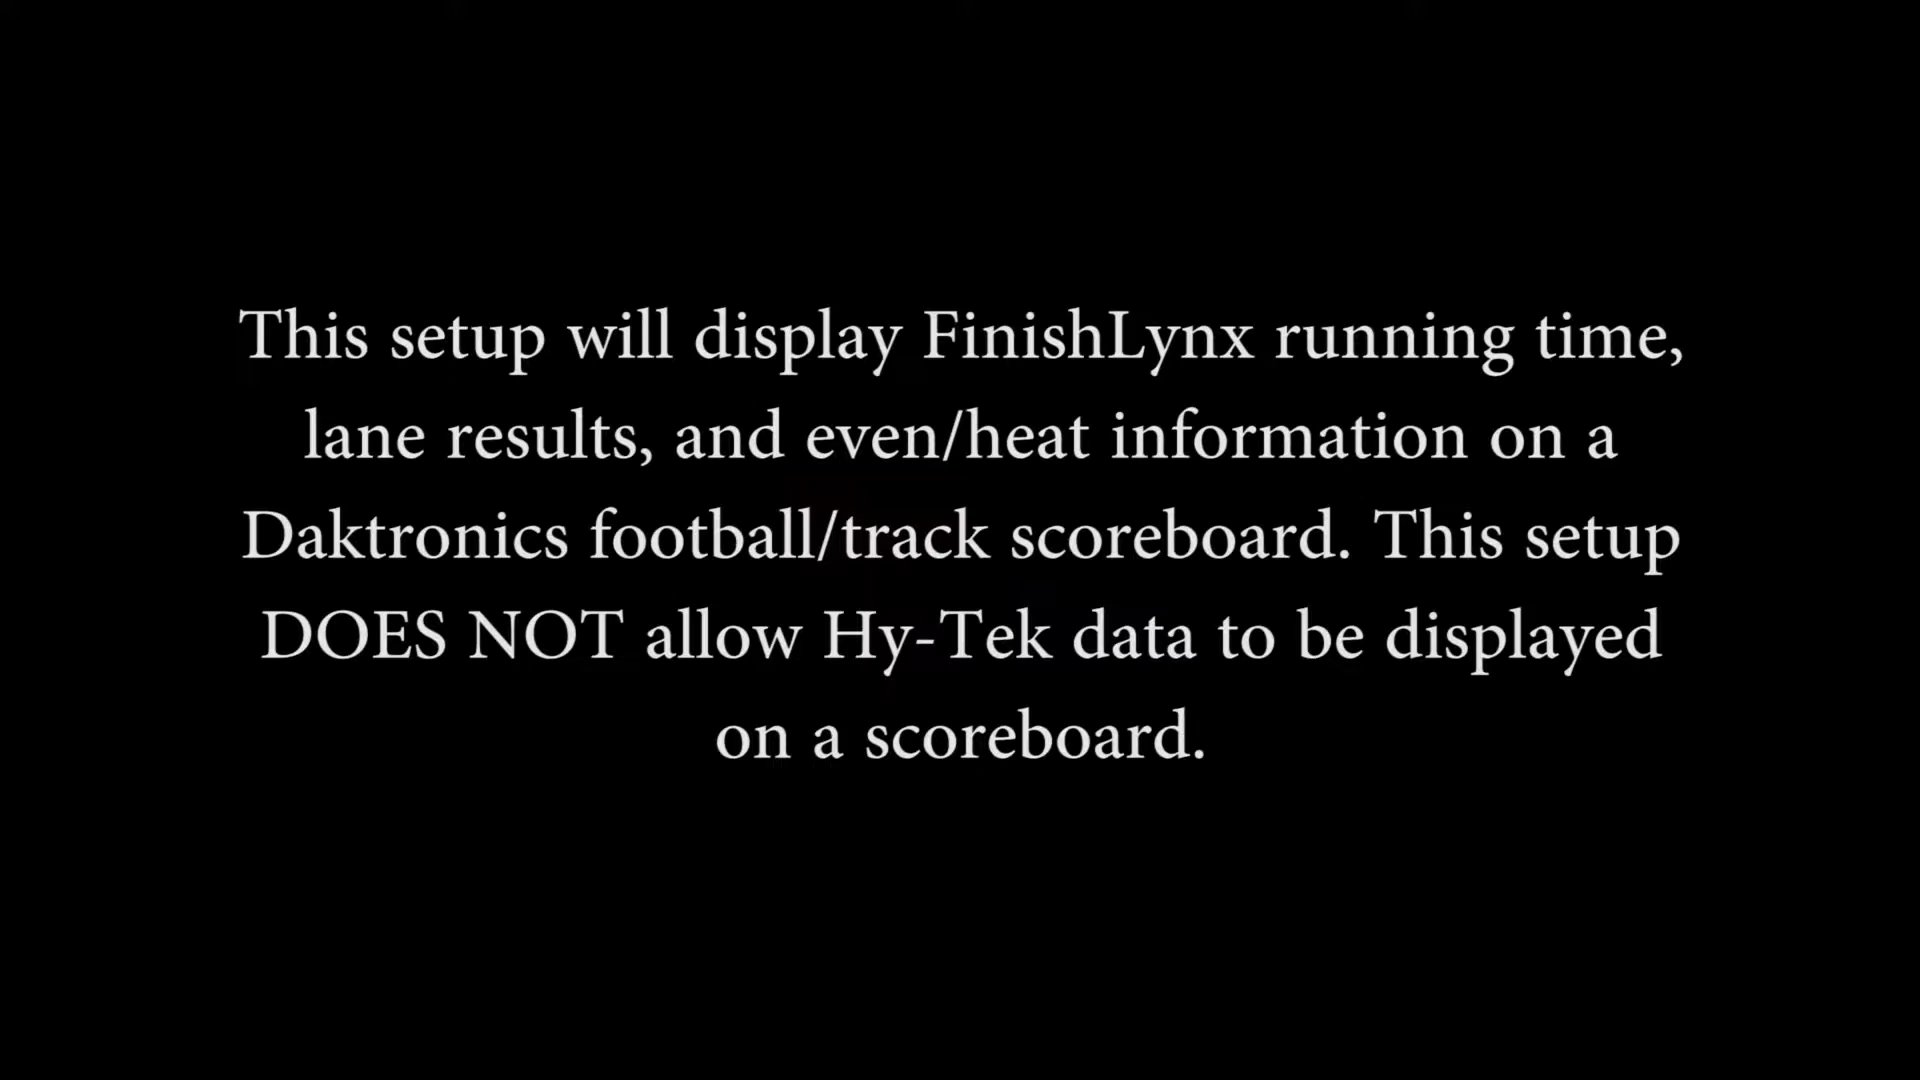 This setup will display FinishLynx running time,
lane results, and even/heat information on a
Daktronics football/track scoreboard. This setup
DOES NOT allow Hy-Tek data to be displayed
on a scoreboard.